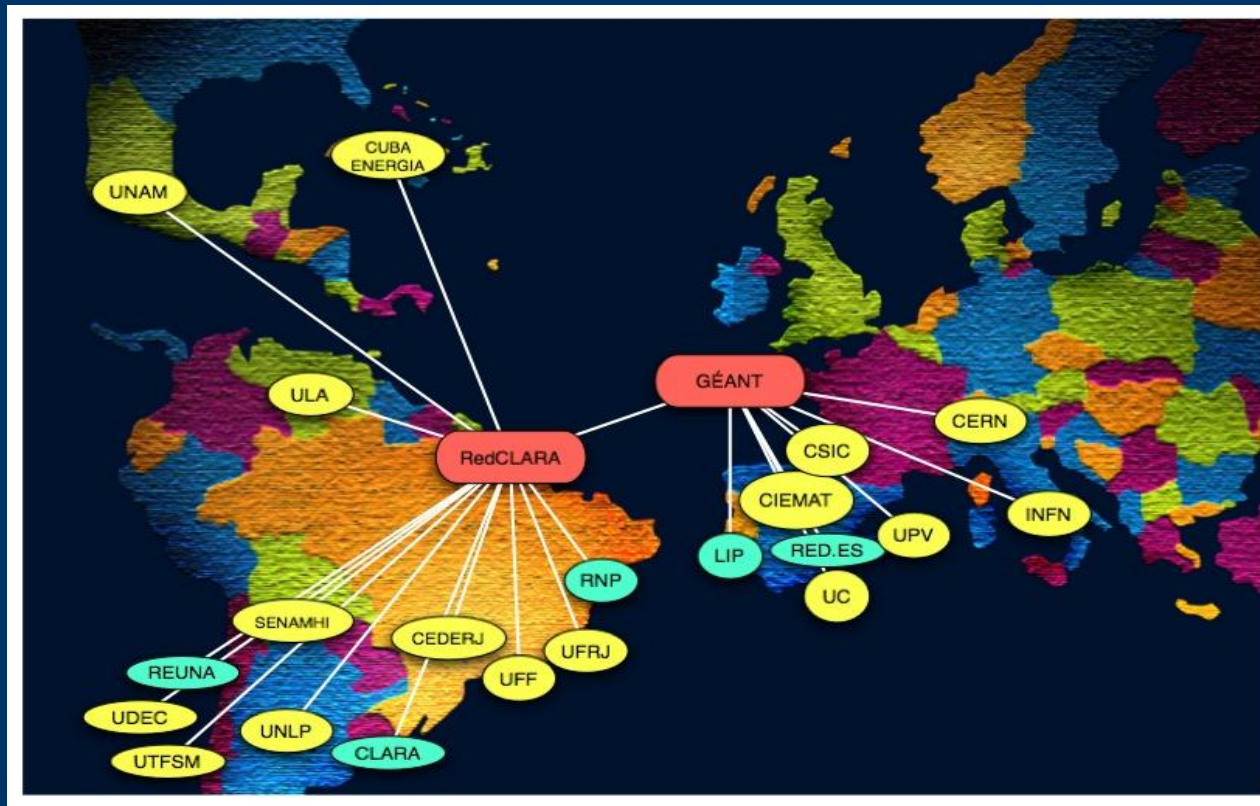 CUBA
ENERGIA
UNAM
GÉANT
ULA
CERN
CSIC
RedCLARA
CIEMAT
INFN
UPV
LIP
RED.ES
RNP
UC
SENAMHI
CEDERJ
UFRJ
REUNA
UFF
UDEC
UNLP
CLARA
UTFSM